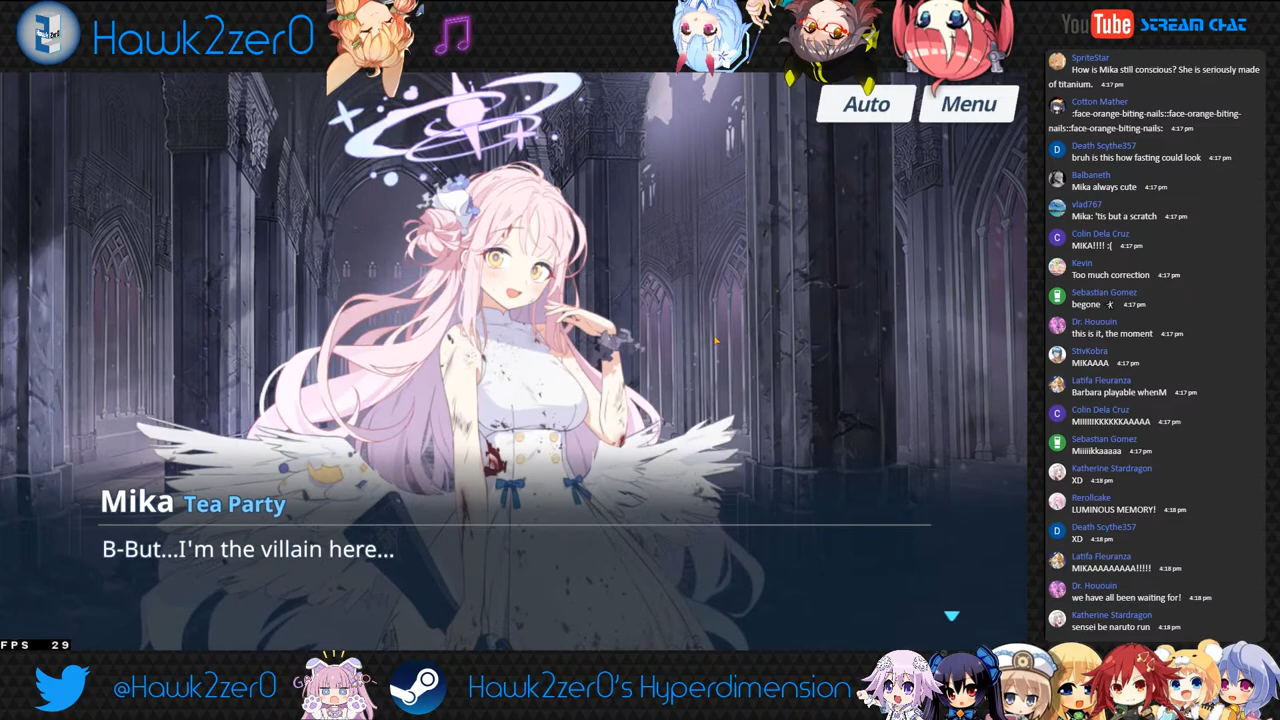 Hawk2zer0
YouTube STREAM CHAT
Auto
Menu
Mika Tea Party
B-But...I'm the villain here...
FPS 29
@Hawk2zer0
Hawk2zer0's Hyperdimension
SpriteStar
How is Mika still conscious? She is seriously made
of titanium. 4:17 pm
Cotton Mather
:face-orange-biting-nails::face-orange-biting-
nails::face-orange-biting-nails: 4:17 pm
Death Scythe357
bruh is this how fasting could look 4:17 pm
Balbaneth
Mika always cute 4:17 pm
vlad767
Mika: 'tis but a scratch 4:17 pm
Colin Dela Cruz
MIKA!!!! :( 4:17 pm
Kevin
Too much correction 4:17 pm
Sebastian Gomez
begone 4:17 pm
Dr. Hououin
this is it, the moment 4:17 pm
StivKobra
MIKAAAA 4:17 pm
Latifa Fleuranza
Barbara playable whenM 4:17 pm
Colin Dela Cruz
MIIIIIKKKKKKAAAAA 4:17 pm
Sebastian Gomez
Miiiiikkaaaaa 4:17 pm
Katherine Stardragon
XD 4:18 pm
Rerollcake
LUMINOUS MEMORY! 4:18 pm
Death Scythe357
XD 4:18 pm
Latifa Fleuranza
MIKAAAAAAAAA!!!!! 4:18 pm
Dr. Hououin
we have all been waiting for! 4:18 pm
Katherine Stardragon
sensei be naruto run 4:18 pm